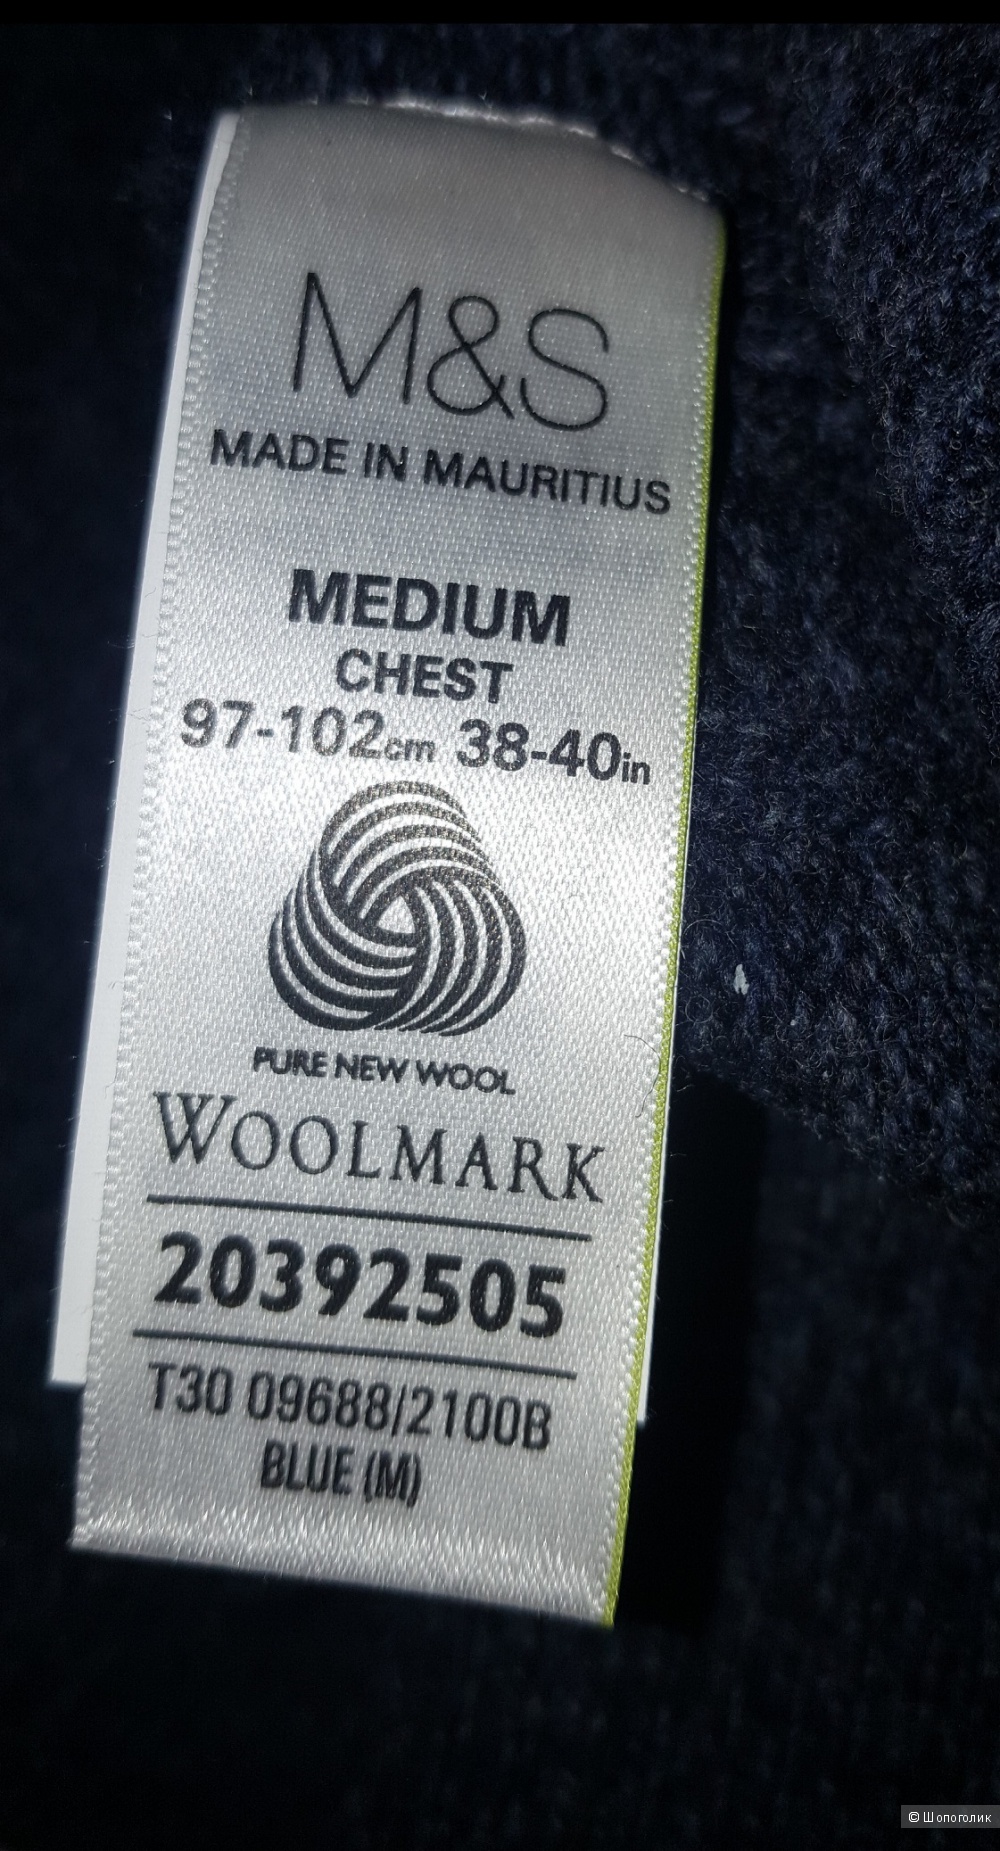 M&S
MADE IN MAURITIUS
MEDIUM
CHEST
97-102cm 38-40in
PURE NEW WOOL
WOOLMARK
20392505
T30 09688/2100B
BLUE (M)
© Шопоголик